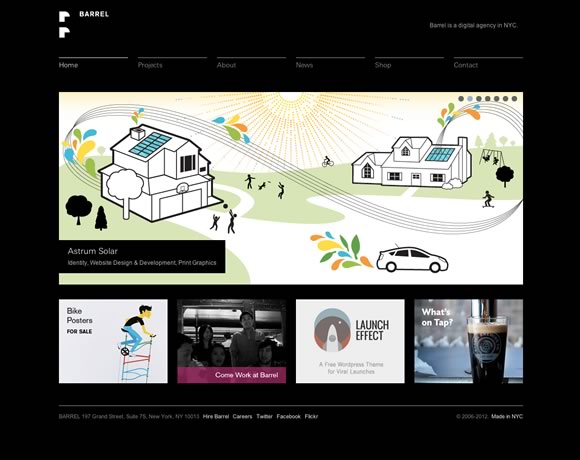 BARREL
Barrel is a digital agency in NYC.
Home Projects About News Shop Contact
Astrum Solar
Identity, Website Design & Development, Print Graphics
Bike
Posters
FOR SALE
Come Work at Barrel
LAUNCH
EFFECT
A Free Wordpress Theme
for Viral Launches
What's
on Tap?
BARREL 197 Grand Street, Suite 7S, New York, NY 10013 Hire Barrel Careers Twitter Facebook Flickr
© 2006-2012. Made in NYC